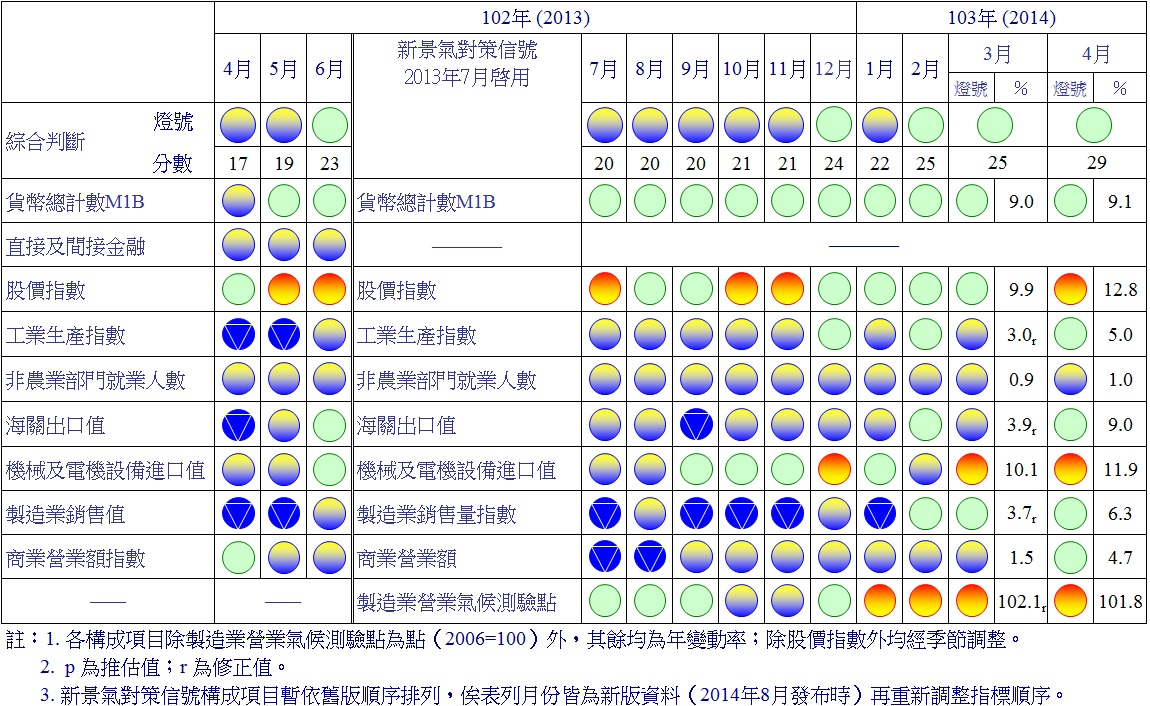 102年 (2013) 103年 (2014)
4月 5月 6月 新景氣對策信號 2013年7月啓用 7月 8月 9月 10月 11月 12月 1月 2月 3月 4月
燈號 % 燈號 %
綜合判斷 燈號
分數 17 19 23 20 20 20 21 21 24 22 25 25 29
貨幣總計數M1B 貨幣總計數M1B 9.0 9.1
直接及間接金融 —— ——
股價指數 股價指數 9.9 12.8
工業生產指數 工業生產指數 3.0r 5.0
非農業部門就業人數 非農業部門就業人數 0.9 1.0
海關出口值 海關出口值 3.9r 9.0
機械及電機設備進口值 機械及電機設備進口值 10.1 11.9
製造業銷售值 製造業銷售量指數 3.7r 6.3
商業營業額指數 商業營業額 1.5 4.7
—— —— 製造業營業氣候測驗點 102.1r 101.8
註：1. 各構成項目除製造業營業氣候測驗點為點（2006=100）外，其餘均為年變動率；除股價指數外均經季節調整。
2. p 為推估值；r 為修正值。
3. 新景氣對策信號構成項目暫依舊版順序排列，俟表列月份皆為新版資料（2014年8月發布時）再重新調整指標順序。